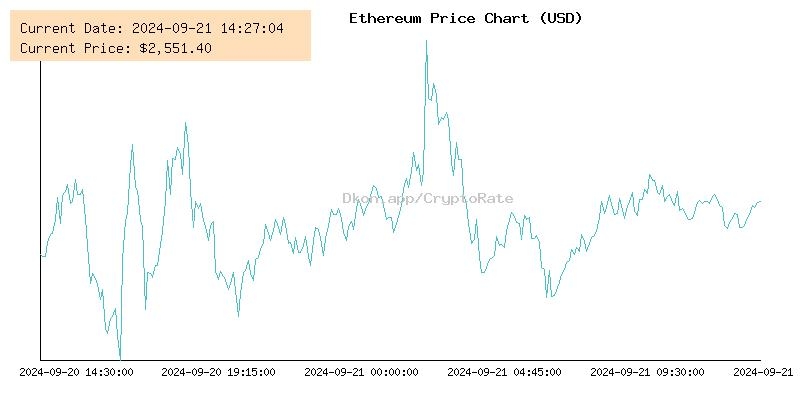 Ethereum Price Chart (USD)
Current Date: 2024-09-21 14:27:04
Current Price: $2,551.40
Dkon.app/CryptoRate
2024-09-20 14:30:00
2024-09-20 19:15:00
2024-09-21 00:00:00
2024-09-21 04:45:00
2024-09-21 09:30:00
2024-09-21